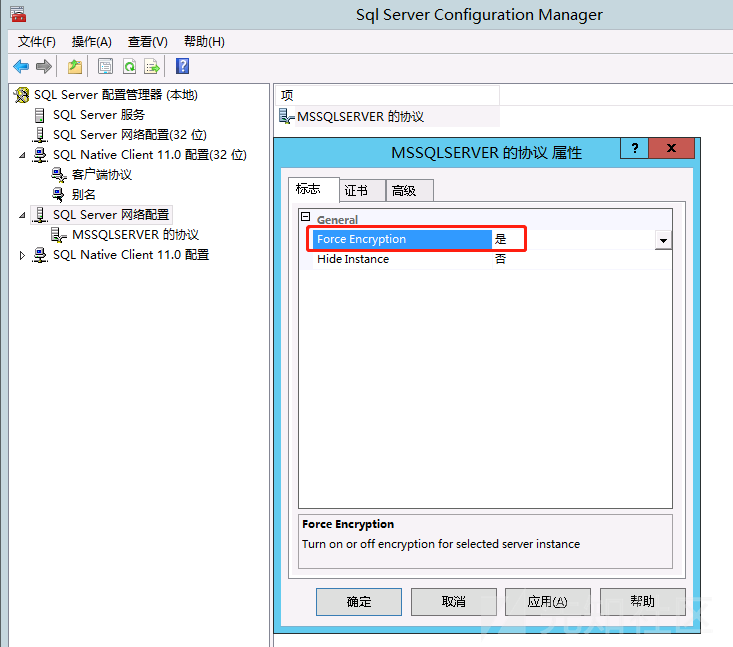 Sql Server Configuration Manager
文件(F) 操作(A) 查看(V) 帮助(H)
SQL Server 配置管理器 (本地)
SQL Server 服务
SQL Server 网络配置(32 位)
SQL Native Client 11.0 配置(32 位)
客户端协议
别名
SQL Server 网络配置
MSSQLSERVER 的协议
SQL Native Client 11.0 配置
项
MSSQLSERVER 的协议
MSSQLSERVER 的协议 属性
标志 证书 高级
General
Force Encryption 是
Hide Instance 否
Force Encryption
Turn on or off encryption for selected server instance
确定 取消 应用(A) 帮助
先知社区